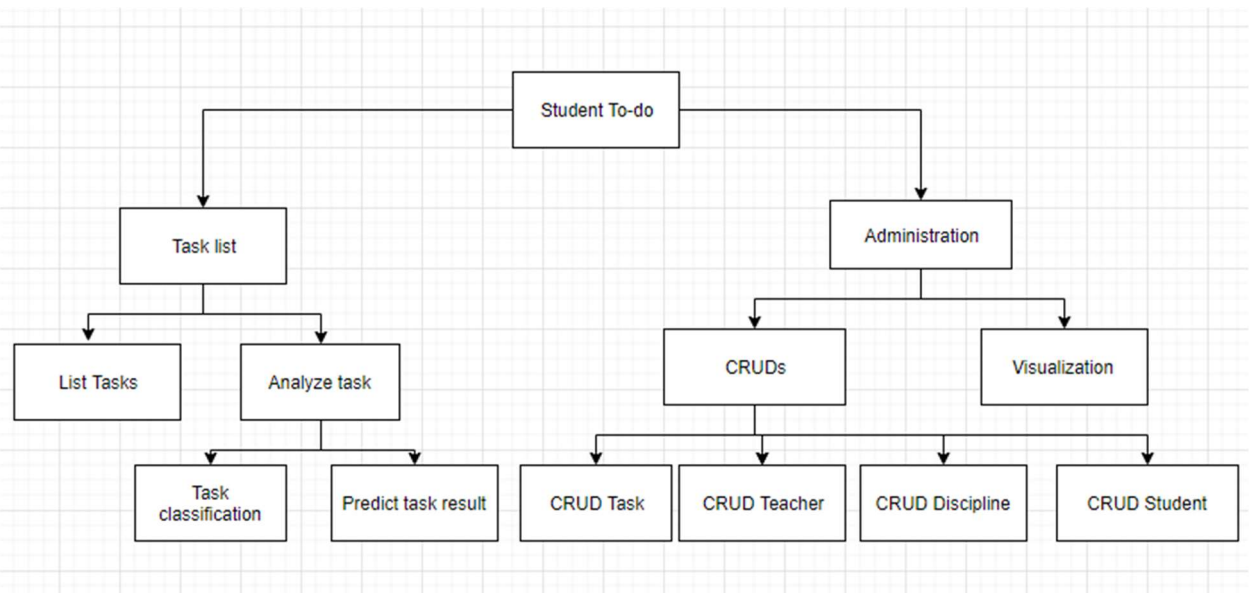 Student To-do
Task list
Administration
List Tasks
Analyze task
CRUDs
Visualization
Task
classification
Predict task result
CRUD Task
CRUD Teacher
CRUD Discipline
CRUD Student